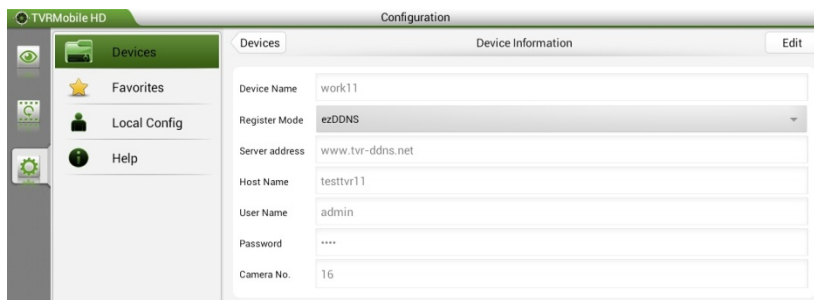 TVRMobile HD
Configuration
Devices
Favorites
Local Config
Help
Devices
Device Information
Edit
Device Name work11
Register Mode ezDDNS
Server address www.tvr-ddns.net
Host Name testtvr11
User Name admin
Password ····
Camera No. 16